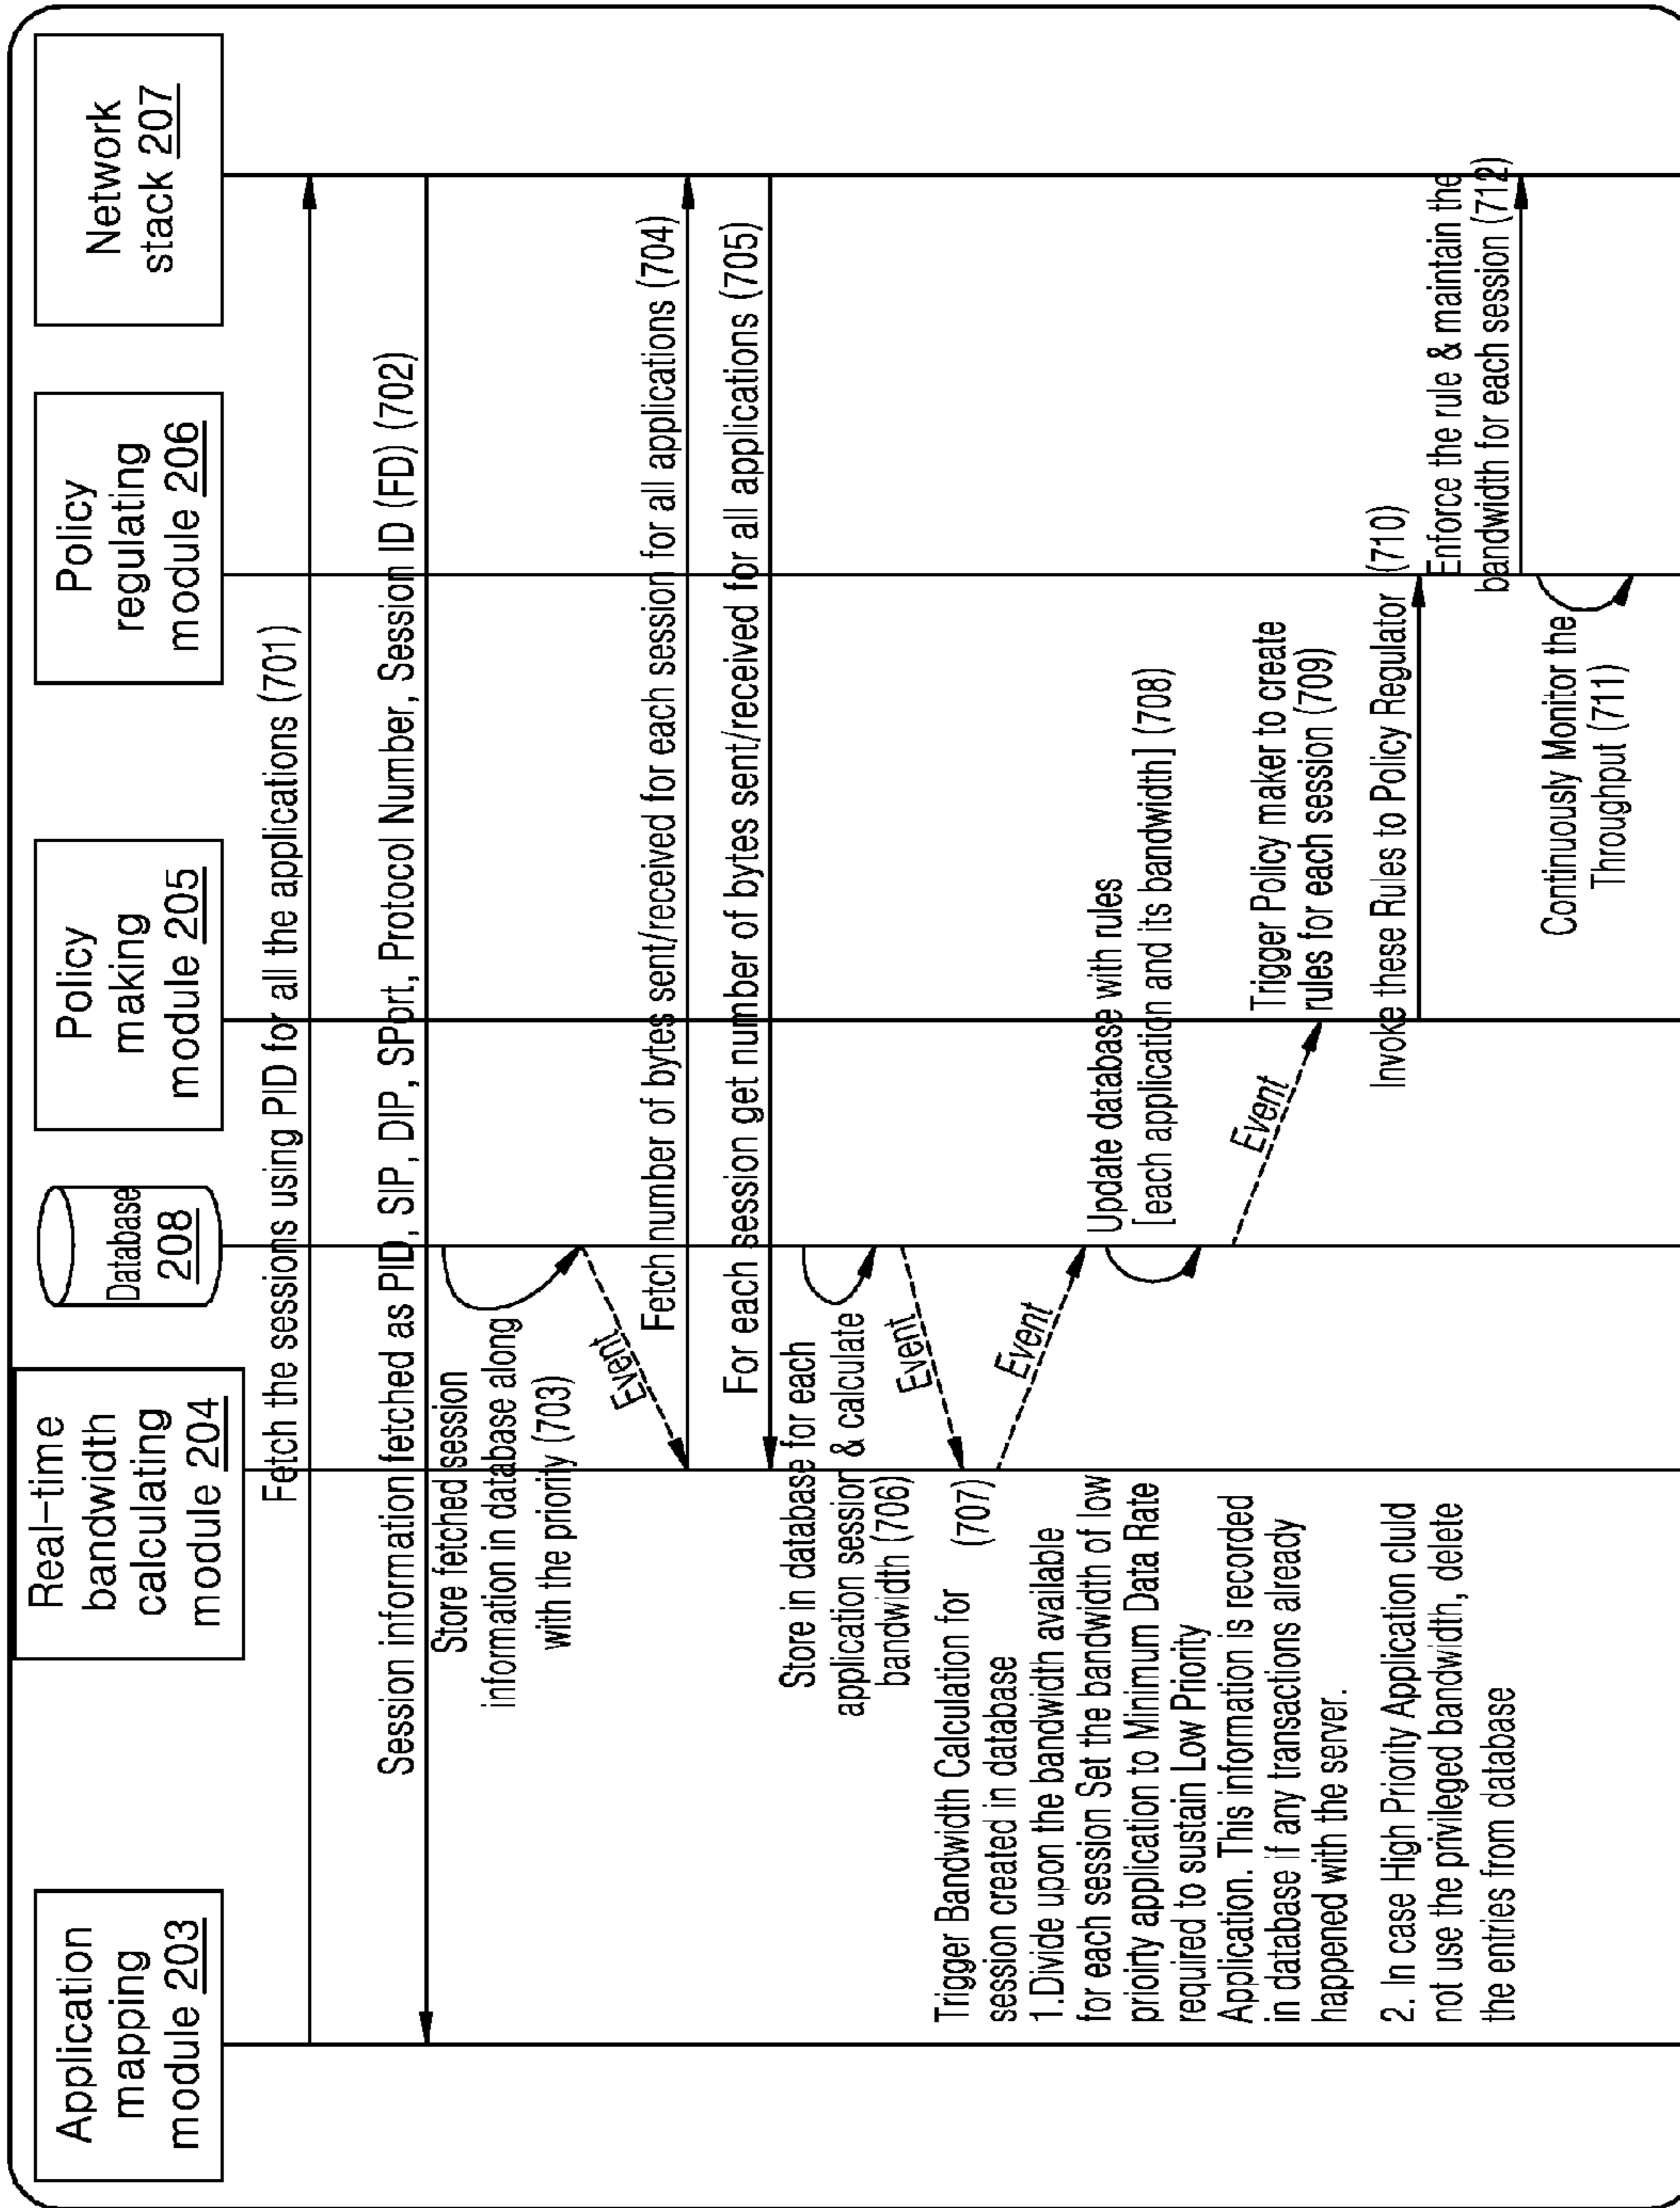 Application
mapping
module 203
Real-time
bandwidth
calculating
module 204
Database
208
Policy
making
module 205
Policy
regulating
module 206
Network
stack 207
Fetch the sessions using PID for all the applications (701)
Session information fetched as PID, SIP, DIP, SPort, Protocol Number, Session ID (FD) (702)
Store fetched session
information in database along
with the priority (703)
Event
Fetch number of bytes sent/received for each session for all applications (704)
For each session get number of bytes sent/received for all applications (705)
Store in database for each
application session & calculate
bandwidth (706)
Event
Trigger Bandwidth Calculation for (707)
session created in database
1.Divide upon the bandwidth available
for each session Set the bandwidth of low
prioirty application to Minimum Data Rate
required to sustain Low Priority
Application. This information is recorded
in database if any transactions already
happened with the server.
2. In case High Priority Application cluld
not use the privileged bandwidth, delete
the entries from database
Event
Update database with rules
[each application and its bandwidth] (708)
Event
Trigger Policy maker to create
rules for each session (709)
Invoke these Rules to Policy Regulator (710)
Enforce the rule & maintain the
bandwidth for each session (712)
Continuously Monitor the
Throughput (711)